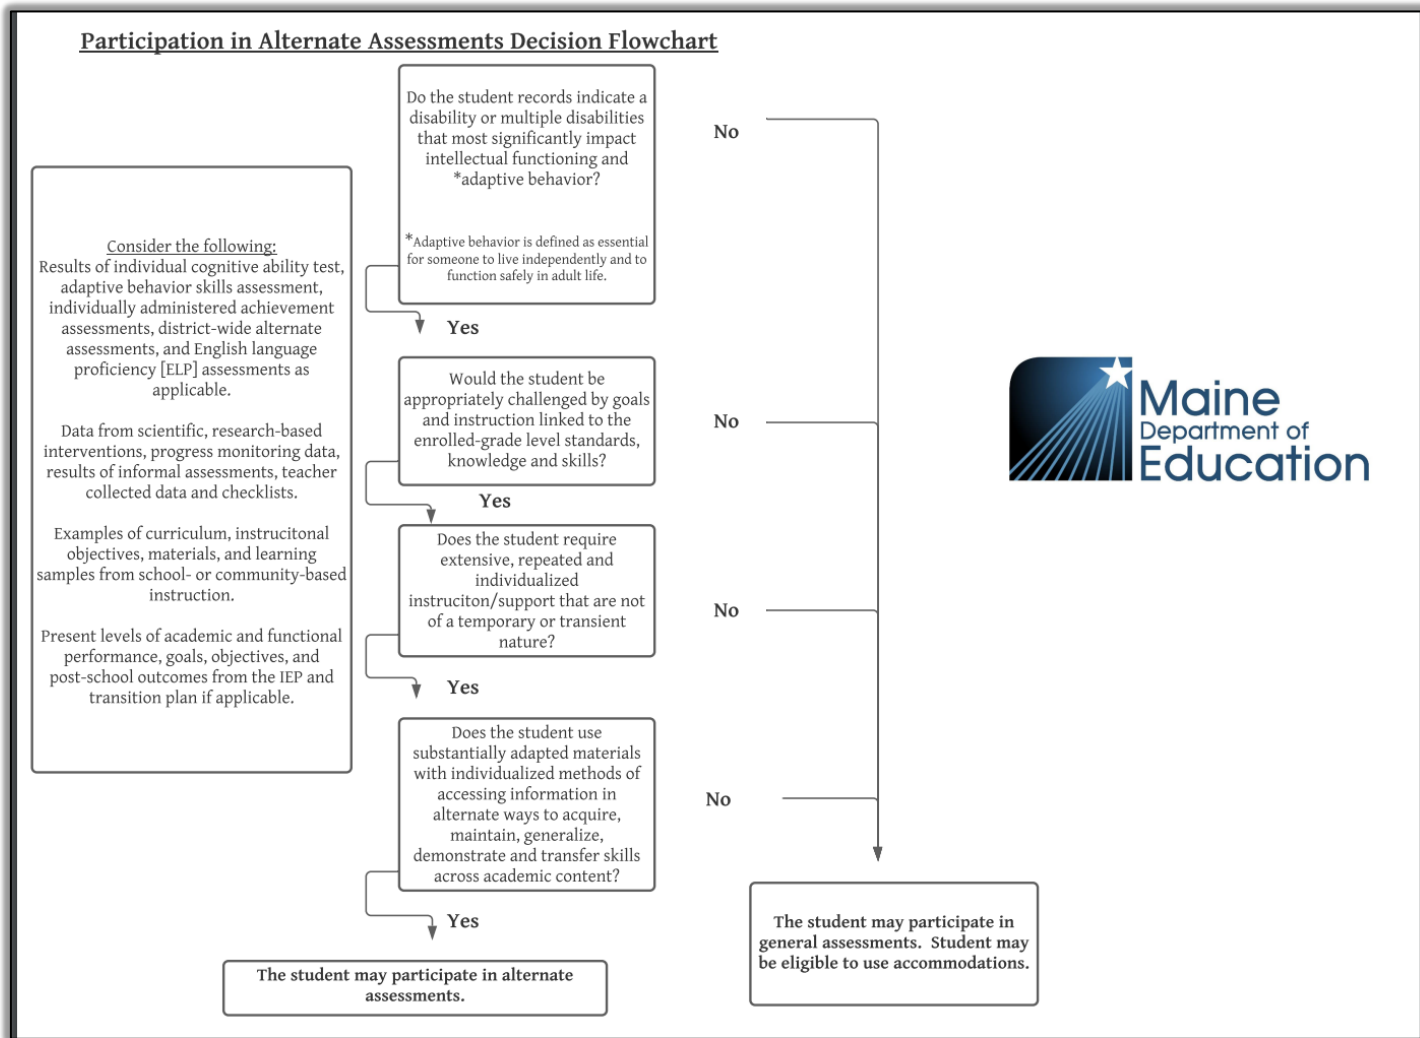 Participation in Alternate Assessments Decision Flowchart
Do the student records indicate a
disability or multiple disabilities
that most significantly impact
intellectual functioning and
*adaptive behavior?
*Adaptive behavior is defined as essential
for someone to live independently and to
function safely in adult life.
No
Yes
Consider the following:
Results of individual cognitive ability test,
adaptive behavior skills assessment,
individually administered achievement
assessments, district-wide alternate
assessments, and English language
proficiency [ELP] assessments as
applicable.
Data from scientific, research-based
interventions, progress monitoring data,
results of informal assessments, teacher
collected data and checklists.
Examples of curriculum, instrucitonal
objectives, materials, and learning
samples from school- or community-based
instruction.
Present levels of academic and functional
performance, goals, objectives, and
post-school outcomes from the IEP and
transition plan if applicable.
Would the student be
appropriately challenged by goals
and instruction linked to the
enrolled-grade level standards,
knowledge and skills?
No
Yes
Does the student require
extensive, repeated and
individualized
instruciton/support that are not
of a temporary or transient
nature?
No
Yes
Does the student use
substantially adapted materials
with individualized methods of
accessing information in
alternate ways to acquire,
maintain, generalize,
demonstrate and transfer skills
across academic content?
No
Yes
The student may participate in alternate
assessments.
The student may participate in
general assessments.  Student may
be eligible to use accommodations.
Maine
Department of
Education